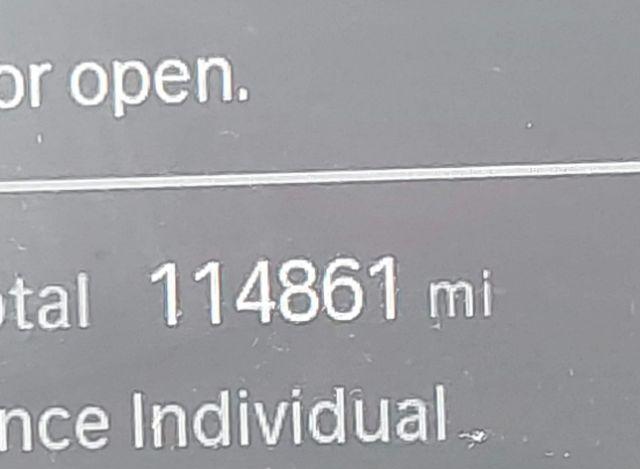 or open.
otal 114861 mi
nce Individual